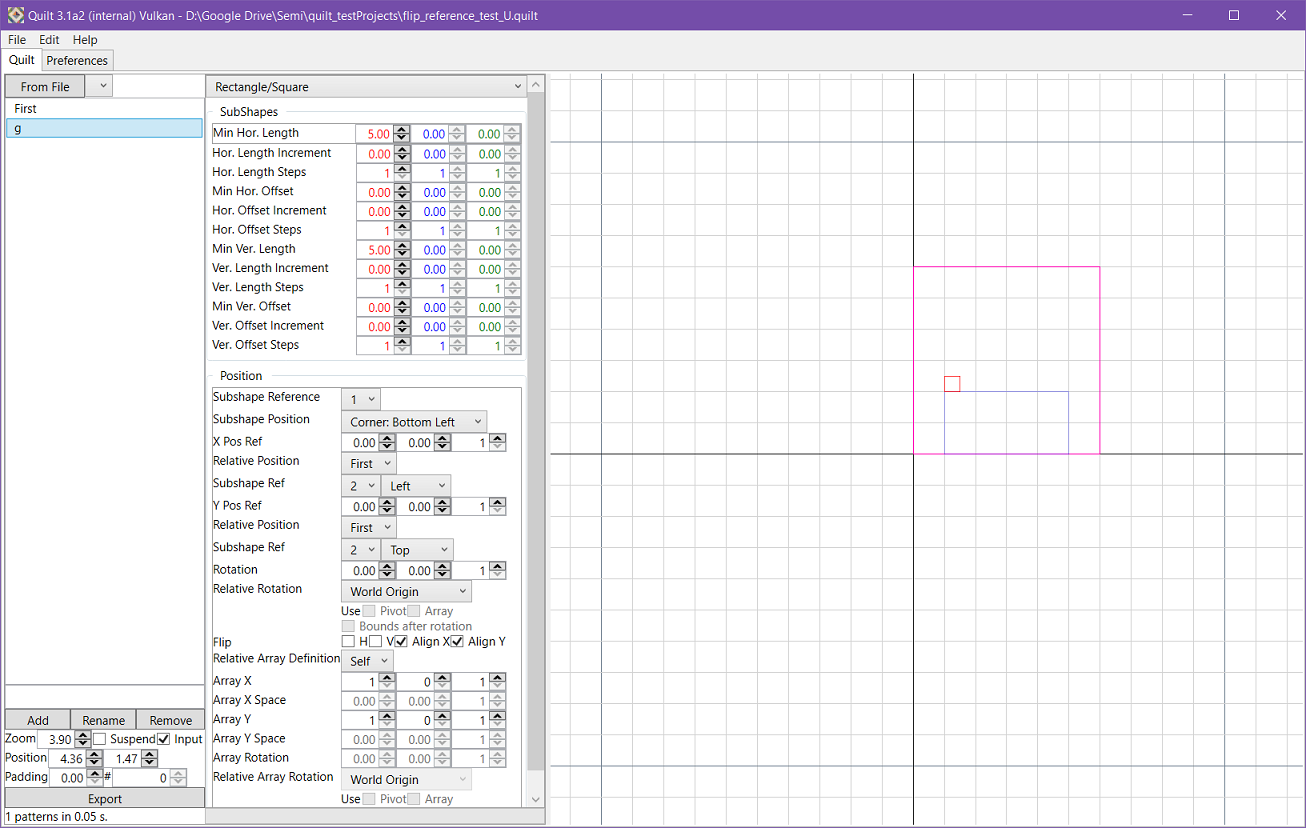 Quilt 3.1a2 (internal) Vulkan - D:\Google Drive\Semi\quilt_testProjects\flip_reference_test_U.quilt
File Edit Help
Quilt Preferences
From File
First
g
Rectangle/Square
SubShapes
Min Hor. Length 5.00 0.00 0.00
Hor. Length Increment 0.00 0.00 0.00
Hor. Length Steps 1 1 1
Min Hor. Offset 0.00 0.00 0.00
Hor. Offset Increment 0.00 0.00 0.00
Hor. Offset Steps 1 1 1
Min Ver. Length 5.00 0.00 0.00
Ver. Length Increment 0.00 0.00 0.00
Ver. Length Steps 1 1 1
Min Ver. Offset 0.00 0.00 0.00
Ver. Offset Increment 0.00 0.00 0.00
Ver. Offset Steps 1 1 1
Position
Subshape Reference 1
Subshape Position Corner: Bottom Left
X Pos Ref 0.00 0.00 1
Relative Position First
Subshape Ref 2 Left
Y Pos Ref 0.00 0.00 1
Relative Position First
Subshape Ref 2 Top
Rotation 0.00 0.00 1
Relative Rotation World Origin
Use Pivot Array
Bounds after rotation
Flip H V Align X Align Y
Relative Array Definition Self
Array X 1 0 1
Array X Space 0.00 0.00 1
Array Y 1 0 1
Array Y Space 0.00 0.00 1
Array Rotation 0.00 0.00 1
Relative Array Rotation World Origin
Use Pivot Array
Add Rename Remove
Zoom 3.90 Suspend Input
Position 4.36 1.47
Padding 0.00 # 0
Export
1 patterns in 0.05 s.